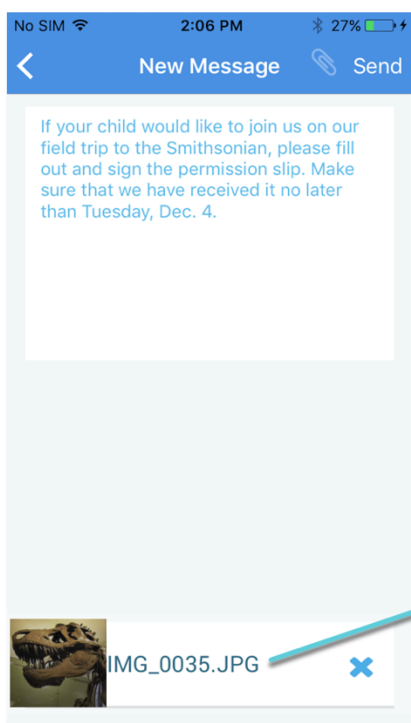 No SIM 2:06 PM 27%
New Message Send
If your child would like to join us on our
field trip to the Smithsonian, please fill
out and sign the permission slip. Make
sure that we have received it no later
than Tuesday, Dec. 4.
IMG_0035.JPG